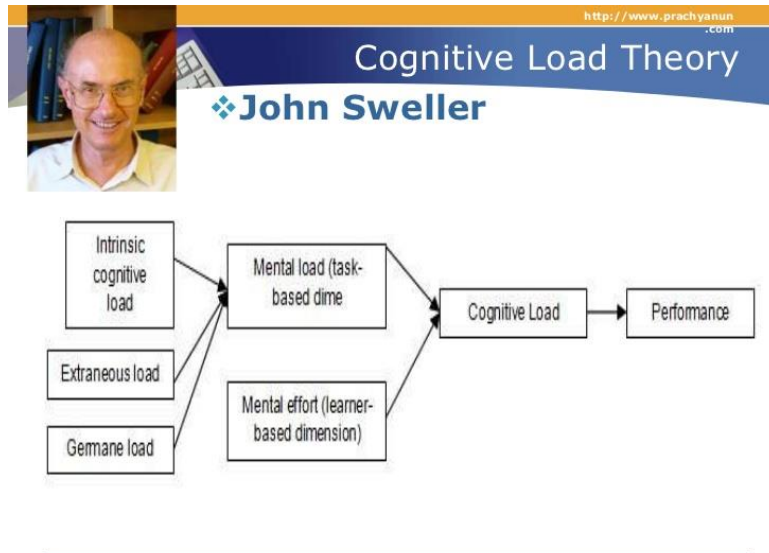 http://www.prachyanun
.com
Cognitive Load Theory
John Sweller
Intrinsic
cognitive
load
Mental load (task-
based dime
Cognitive Load
Performance
Extraneous load
Mental effort (learner-
based dimension)
Germane load